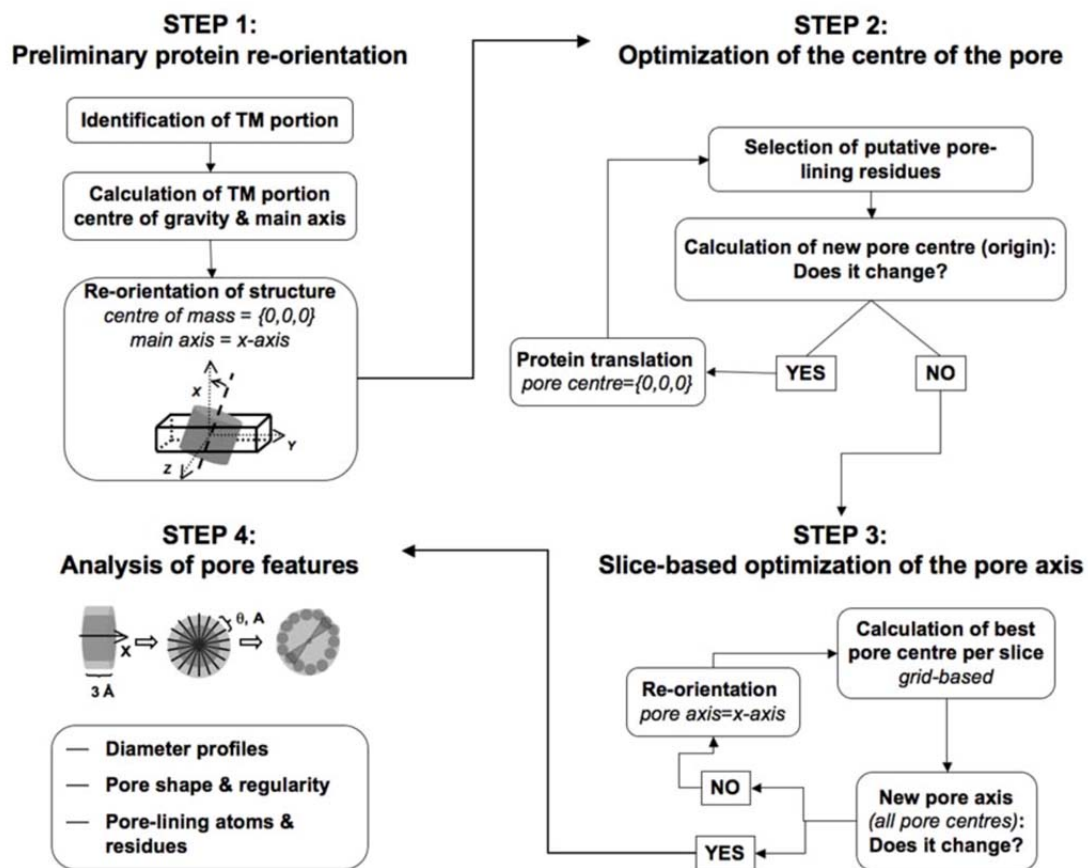 STEP 1:
Preliminary protein re-orientation
Identification of TM portion
Calculation of TM portion
centre of gravity & main axis
Re-orientation of structure
centre of mass = {0,0,0}
main axis = x-axis
X
Y
Z
STEP 2:
Optimization of the centre of the pore
Selection of putative pore-
lining residues
Calculation of new pore centre (origin):
Does it change?
YES
NO
Protein translation
pore centre={0,0,0}
STEP 3:
Slice-based optimization of the pore axis
Calculation of best
pore centre per slice
grid-based
Re-orientation
pore axis=x-axis
NO
New pore axis
(all pore centres):
Does it change?
YES
STEP 4:
Analysis of pore features
X
3 Å
θ, A
— Diameter profiles
— Pore shape & regularity
— Pore-lining atoms &
residues